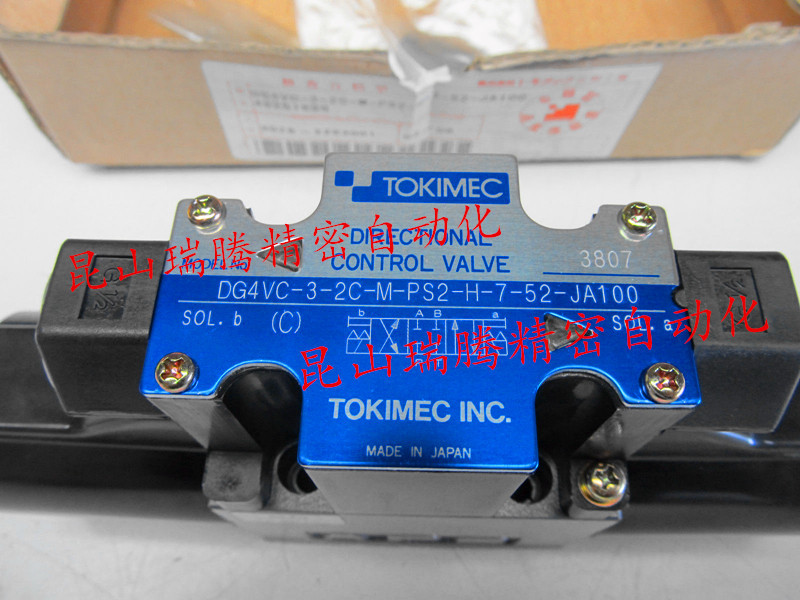 TOKIMEC
DIRECTIONAL
CONTROL VALVE
3807
DG4VC-3-2C-M-PS2-H-7-52-JA100
SOL. b
(C)
b
A B
a
SOL. a
TOKIMEC INC.
MADE IN JAPAN
昆山瑞腾精密自动化
昆山瑞腾精密自动化